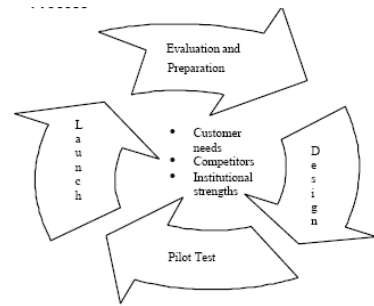 Evaluation and
Preparation
Launch
• Customer
needs
• Competitors
• Institutional
strengths
Design
Pilot Test